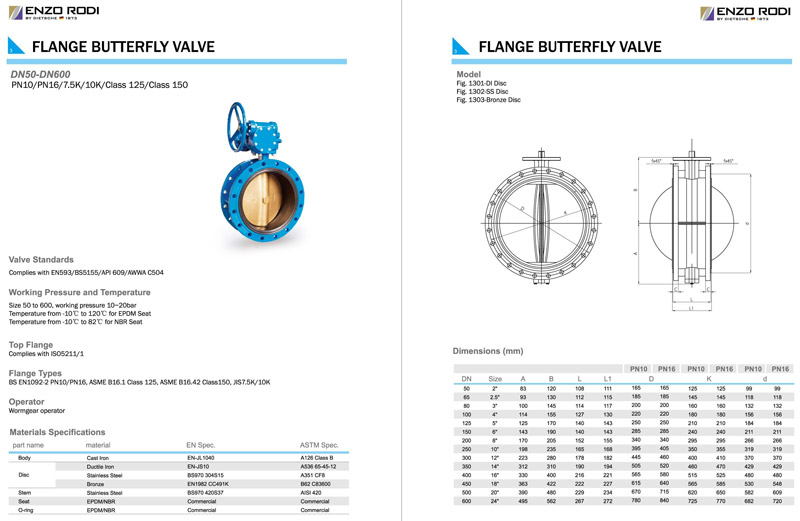 ENZO RODI
BY DIETSCHE 1873
FLANGE BUTTERFLY VALVE
DN50-DN600
PN10/PN16/7.5K/10K/Class 125/Class 150
Valve Standards
Complies with EN593/BS5155/API 609/AWWA C504
Working Pressure and Temperature
Size 50 to 600, working pressure 10~20bar
Temperature from -10℃ to 120℃ for EPDM Seat
Temperature from -10℃ to 82℃ for NBR Seat
Top Flange
Complies with ISO5211/1
Flange Types
BS EN1092-2 PN10/PN16, ASME B16.1 Class 125, ASME B16.42 Class150, JIS7.5K/10K
Operator
Wormgear operator
Materials Specifications
part name material EN Spec. ASTM Spec.
Body Cast Iron EN-JL1040 A126 Class B
Ductile Iron EN-JS10 A536 65-45-12
Disc Stainless Steel BS970 304S15 A351 CF8
Bronze EN1982 CC491K B62 C83600
Stem Stainless Steel BS970 420S37 AISI 420
Seat EPDM/NBR Commercial Commercial
O-ring EPDM/NBR Commercial Commercial
ENZO RODI
BY DIETSCHE 1873
FLANGE BUTTERFLY VALVE
Model
Fig. 1301-DI Disc
Fig. 1302-SS Disc
Fig. 1303-Bronze Disc
D K
B A d
C C
L
L1
Dimensions (mm)
PN10 PN16 PN10 PN16 PN10 PN16
DN Size A B L L1 D K d
50 2" 83 120 108 111 165 165 125 125 99 99
65 2.5" 93 130 112 115 185 185 145 145 118 118
80 3" 100 145 114 117 200 200 160 160 132 132
100 4" 114 155 127 130 220 220 180 180 156 156
125 5" 125 170 140 143 250 250 210 210 184 184
150 6" 143 190 140 143 285 285 240 240 211 211
200 8" 170 205 152 155 340 340 295 295 266 266
250 10" 198 235 165 168 395 405 350 355 319 319
300 12" 223 280 178 182 445 460 400 410 370 370
350 14" 312 310 190 194 505 520 460 470 429 429
400 16" 330 400 216 221 565 580 515 525 480 480
450 18" 363 422 222 227 615 640 565 585 530 548
500 20" 390 480 229 234 670 715 620 650 582 609
600 24" 495 562 267 272 780 840 725 770 682 720